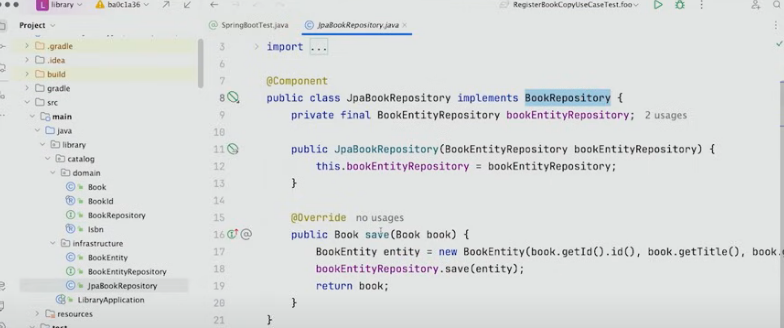 library
ba0c1a36
RegisterBookCopyUseCaseTest.foo
Project
SpringBootTest.java
JpaBookRepository.java
.gradle
.idea
build
gradle
src
main
java
library
catalog
domain
Book
BookId
BookRepository
Isbn
infrastructure
BookEntity
BookEntityRepository
JpaBookRepository
LibraryApplication
resources
test
3 import ...
6
7 @Component
8 public class JpaBookRepository implements BookRepository {
9 private final BookEntityRepository bookEntityRepository; 2 usages
10
11 public JpaBookRepository(BookEntityRepository bookEntityRepository) {
12 this.bookEntityRepository = bookEntityRepository;
13 }
14
15 @Override no usages
16 public Book save(Book book) {
17 BookEntity entity = new BookEntity(book.getId().id(), book.getTitle(), book.
18 bookEntityRepository.save(entity);
19 return book;
20 }
21 }